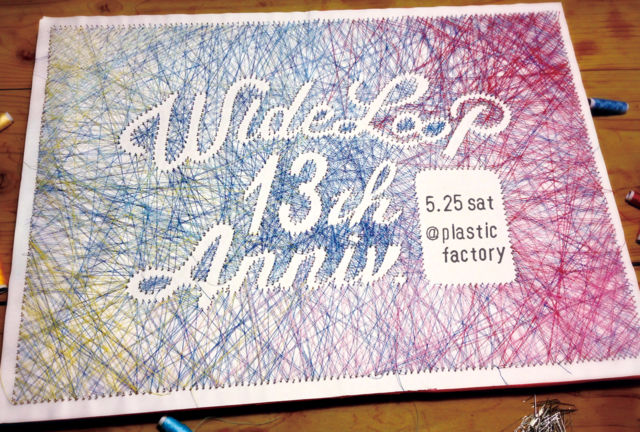 WideLooP
13th
Anniv.
5.25 sat
@plastic
factory